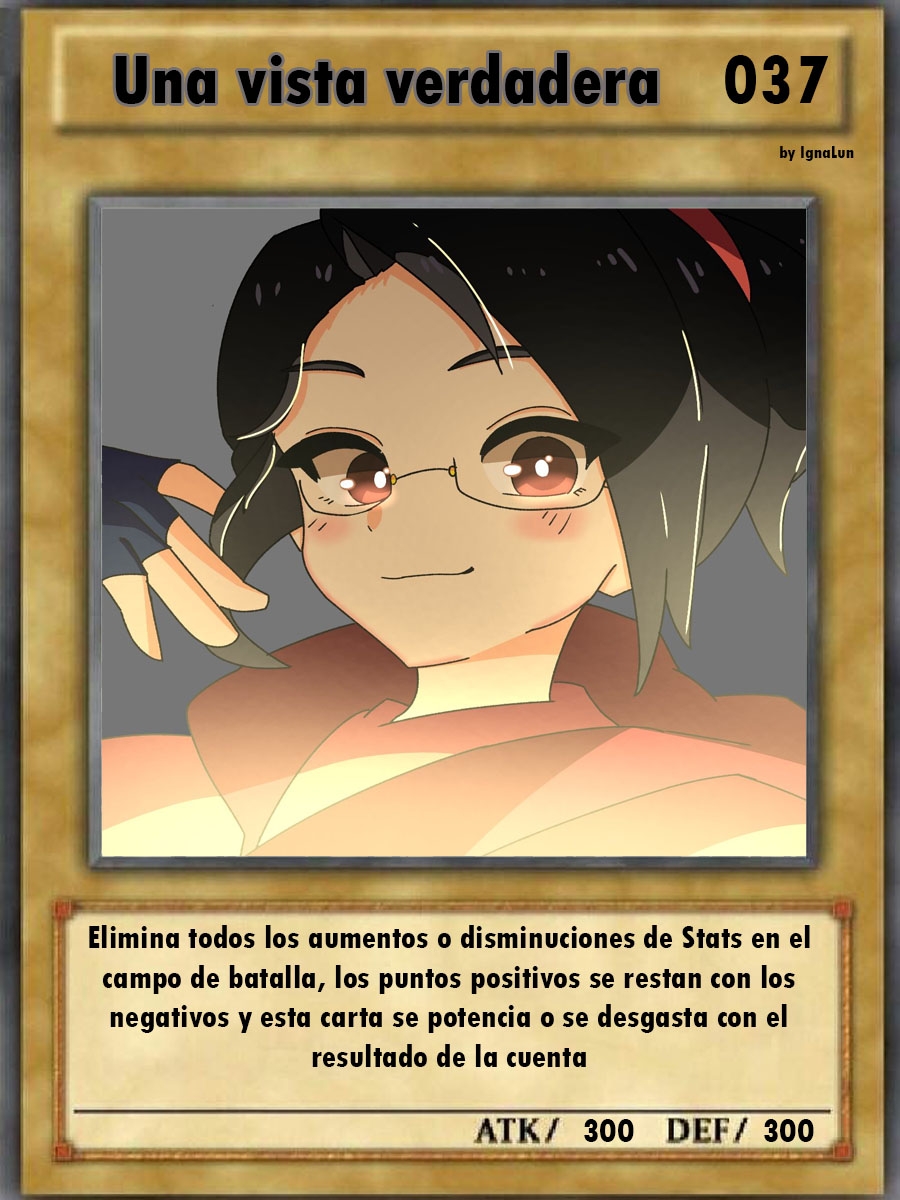 Una vista verdadera 037
by IgnaLun
Elimina todos los aumentos o disminuciones de Stats en el
campo de batalla, los puntos positivos se restan con los
negativos y esta carta se potencia o se desgasta con el
resultado de la cuenta
ATK/ 300 DEF/ 300